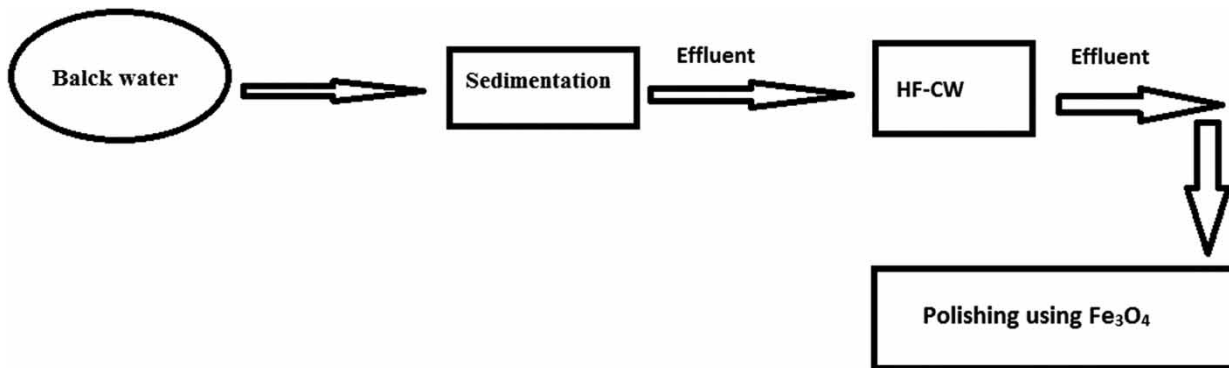 Balck water
Sedimentation
Effluent
HF-CW
Effluent
Polishing using Fe₃O₄